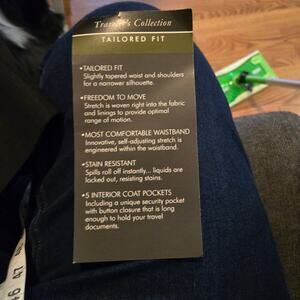 Traveler's Collection
TAILORED FIT
•TAILORED FIT
Slightly tapered waist and shoulders
for a narrower silhouette.
•FREEDOM TO MOVE
Stretch is woven right into the fabric
and linings to provide optimal
range of motion.
•MOST COMFORTABLE WAISTBAND
Innovative, self-adjusting stretch is
engineered within the waistband.
•STAIN RESISTANT
Spills roll off instantly... liquids are
locked out, resisting stains.
•5 INTERIOR COAT POCKETS
Including a unique security pocket
with button closure that is long
enough to hold your travel
documents.
47
46